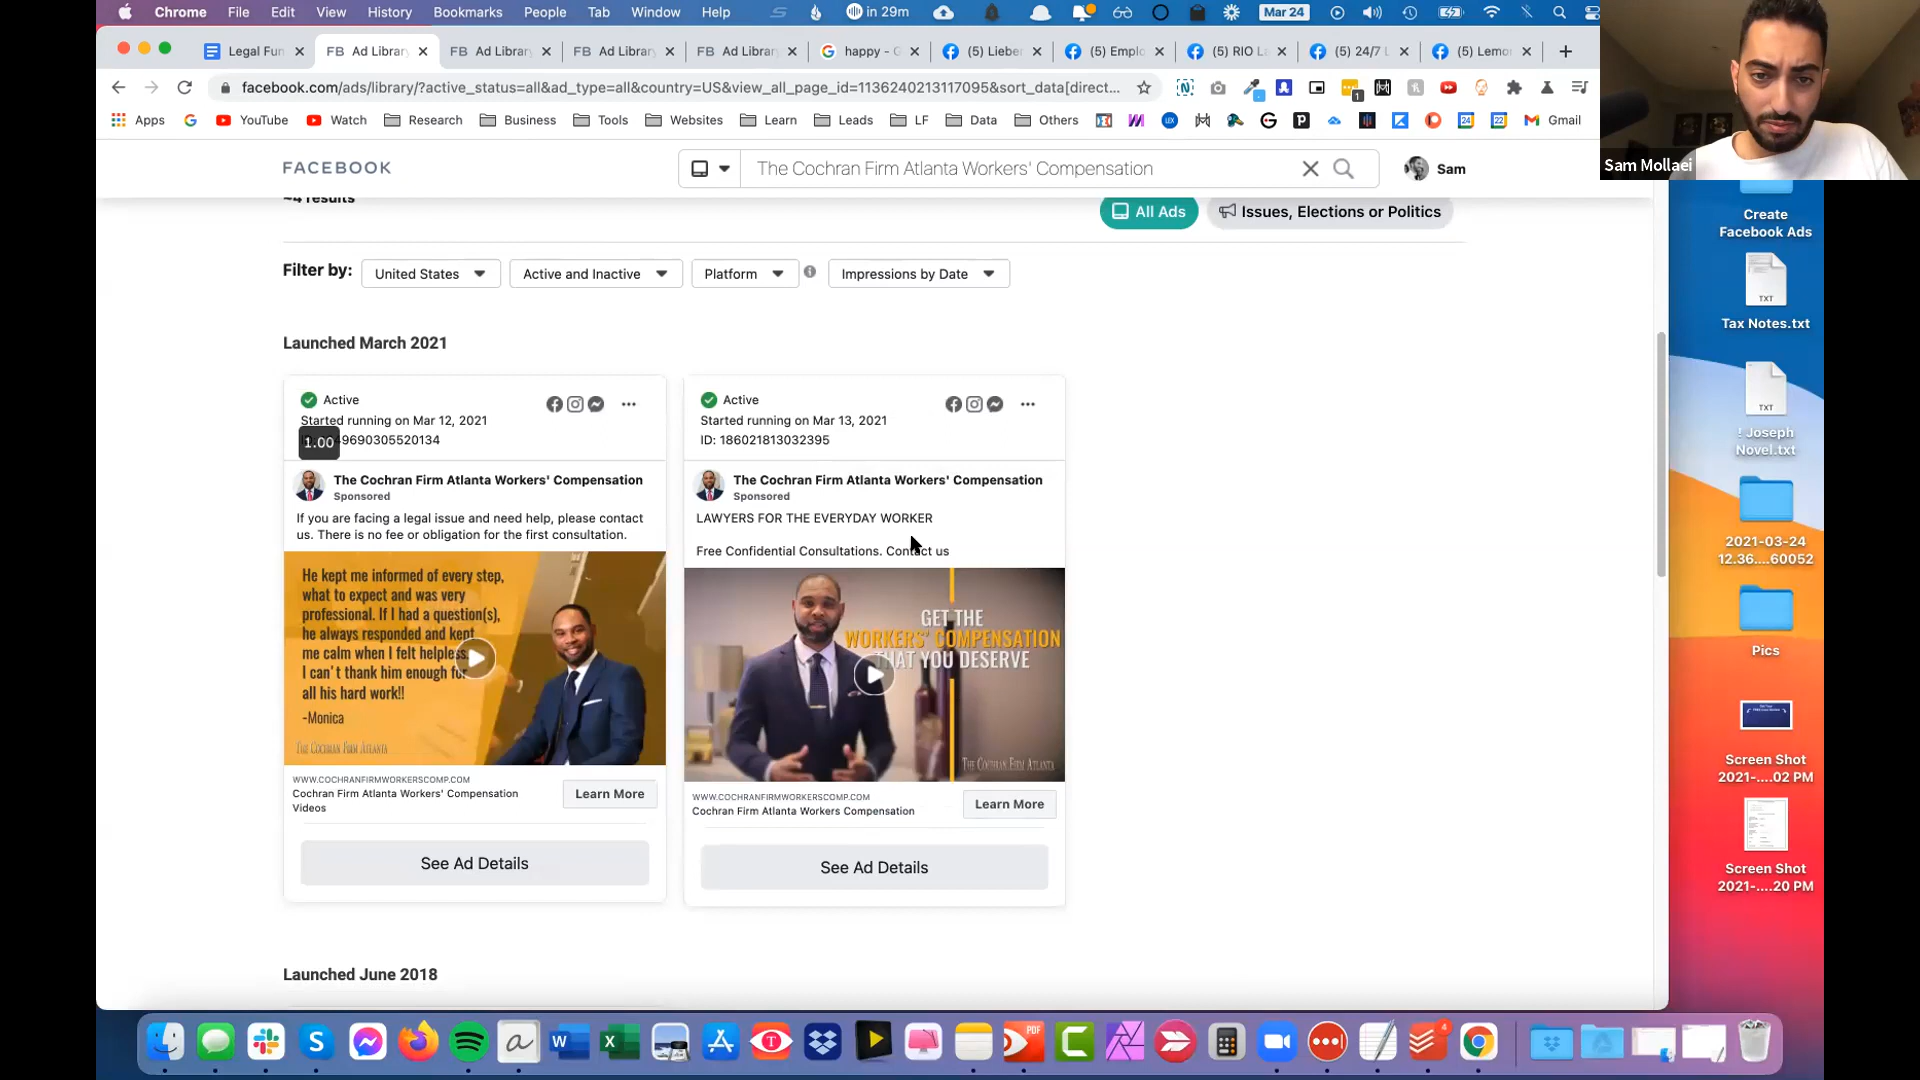 Chrome File Edit View History Bookmarks People Tab Window Help in 29m Mar 24
Legal Fun Ad Library Ad Library Ad Library Ad Library happy - G (5) Lieber (5) Emplo (5) RIO L (5) 24/7 L (5) Lemo
facebook.com/ads/library/?active_status=all&ad_type=all&country=US&view_all_page_id=1136240213117095&sort_data[direct...
Apps YouTube Watch Research Business Tools Websites Learn Leads LF Data Others Gmail
Sam Mollaei
FACEBOOK
The Cochran Firm Atlanta Workers' Compensation
Sam
~4 results
All Ads
Issues, Elections or Politics
Filter by:
United States
Active and Inactive
Platform
Impressions by Date
Launched March 2021
Active
Started running on Mar 12, 2021
49690305520134
1.00
The Cochran Firm Atlanta Workers' Compensation
Sponsored
If you are facing a legal issue and need help, please contact
us. There is no fee or obligation for the first consultation.
He kept me informed of every step,
what to expect and was very
professional. If I had a question(s),
he always responded and kept
me calm when I felt helpless.
I can't thank him enough for
all his hard work!!
-Monica
THE COCHRAN FIRM ATLANTA
WWW.COCHRANFIRMWORKERSCOMP.COM
Cochran Firm Atlanta Workers' Compensation
Videos
Learn More
See Ad Details
Active
Started running on Mar 13, 2021
ID: 186021813032395
The Cochran Firm Atlanta Workers' Compensation
Sponsored
LAWYERS FOR THE EVERYDAY WORKER
Free Confidential Consultations. Contact us
GET THE
WORKERS' COMPENSATION
THAT YOU DESERVE
THE COCHRAN FIRM ATLANTA
WWW.COCHRANFIRMWORKERSCOMP.COM
Cochran Firm Atlanta Workers Compensation
Learn More
See Ad Details
Launched June 2018
Create
Facebook Ads
TXT
Tax Notes.txt
TXT
! Joseph
Novel.txt
2021-03-24
12.36....60052
Pics
Screen Shot
2021-....02 PM
Screen Shot
2021-....20 PM